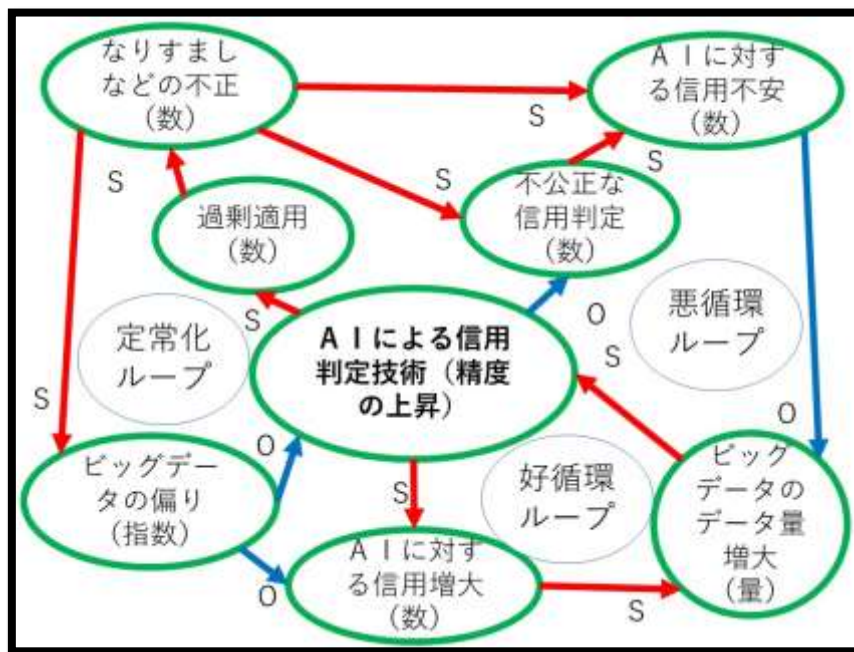 なりすまし
などの不正
(数)
ＡＩに対す
る信用不安
(数)
S
S
S
S
不公正な
信用判定
(数)
過剰適用
(数)
S
O
S
悪循環
ループ
定常化
ループ
ＡＩによる信用
判定技術（精度
の上昇）
S
O
O
ビッグデー
タの偏り
(指数)
S
好循環
ループ
ビッグ
データの
データ量
増大
(量)
O
ＡＩに対す
る信用増大
(数)
S